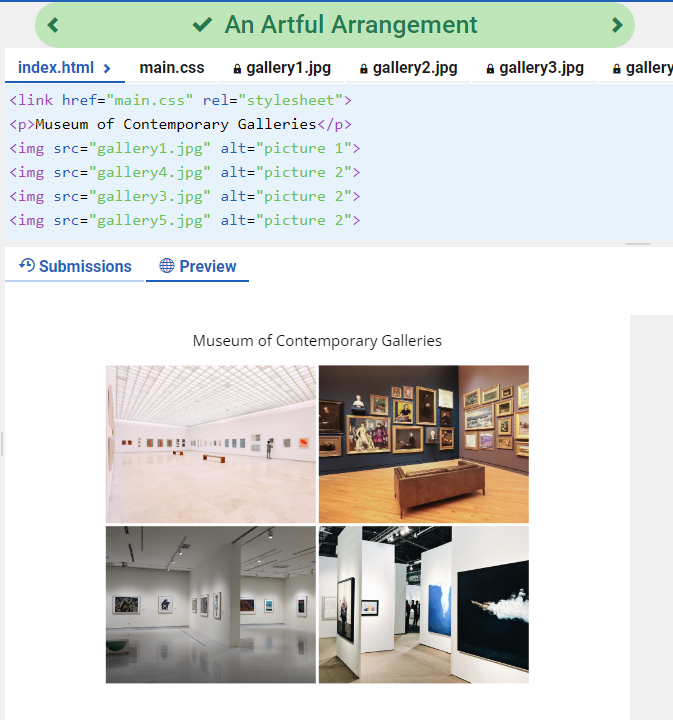 An Artful Arrangement
index.html main.css gallery1.jpg gallery2.jpg gallery3.jpg gallery
<link href="main.css" rel="stylesheet">
<p>Museum of Contemporary Galleries</p>
<img src="gallery1.jpg" alt="picture 1">
<img src="gallery4.jpg" alt="picture 2">
<img src="gallery3.jpg" alt="picture 2">
<img src="gallery5.jpg" alt="picture 2">
Submissions Preview
Museum of Contemporary Galleries